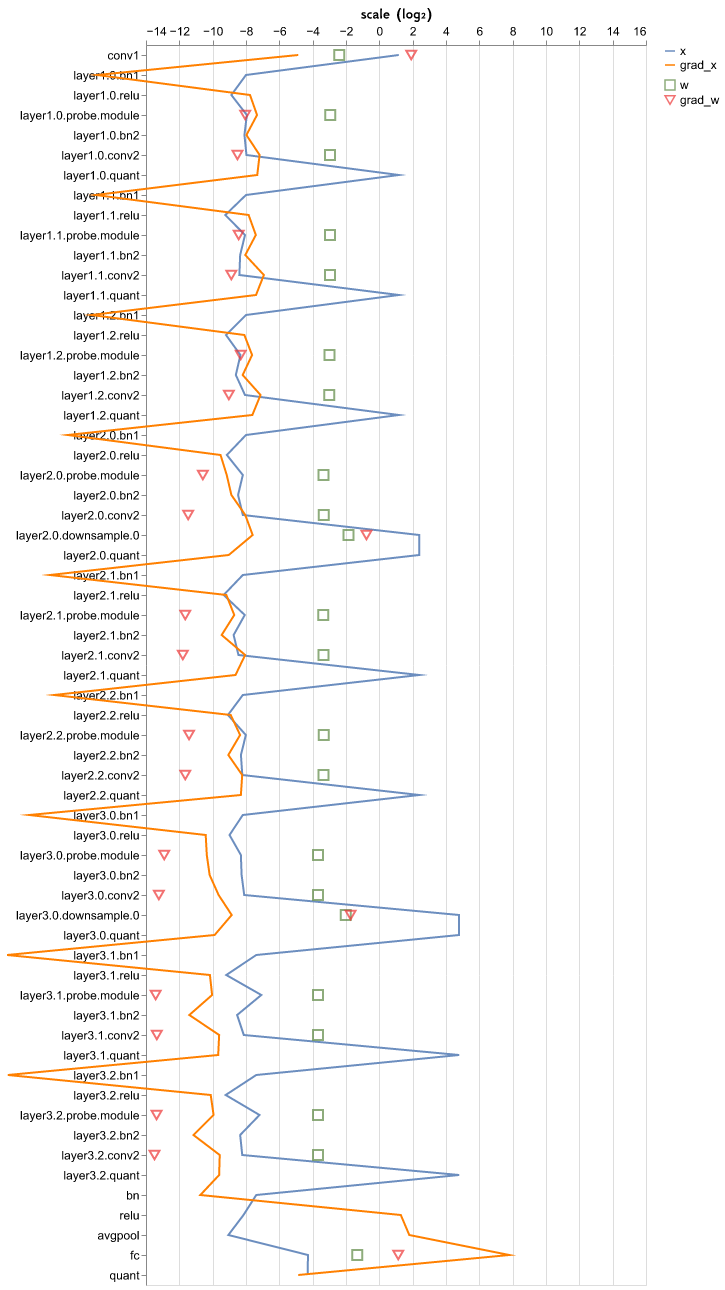 scale (log₂)
−14 −12 −10 −8 −6 −4 −2 0 2 4 6 8 10 12 14 16
x
grad_x
w
grad_w
conv1
layer1.0.bn1
layer1.0.relu
layer1.0.probe.module
layer1.0.bn2
layer1.0.conv2
layer1.0.quant
layer1.1.bn1
layer1.1.relu
layer1.1.probe.module
layer1.1.bn2
layer1.1.conv2
layer1.1.quant
layer1.2.bn1
layer1.2.relu
layer1.2.probe.module
layer1.2.bn2
layer1.2.conv2
layer1.2.quant
layer2.0.bn1
layer2.0.relu
layer2.0.probe.module
layer2.0.bn2
layer2.0.conv2
layer2.0.downsample.0
layer2.0.quant
layer2.1.bn1
layer2.1.relu
layer2.1.probe.module
layer2.1.bn2
layer2.1.conv2
layer2.1.quant
layer2.2.bn1
layer2.2.relu
layer2.2.probe.module
layer2.2.bn2
layer2.2.conv2
layer2.2.quant
layer3.0.bn1
layer3.0.relu
layer3.0.probe.module
layer3.0.bn2
layer3.0.conv2
layer3.0.downsample.0
layer3.0.quant
layer3.1.bn1
layer3.1.relu
layer3.1.probe.module
layer3.1.bn2
layer3.1.conv2
layer3.1.quant
layer3.2.bn1
layer3.2.relu
layer3.2.probe.module
layer3.2.bn2
layer3.2.conv2
layer3.2.quant
bn
relu
avgpool
fc
quant